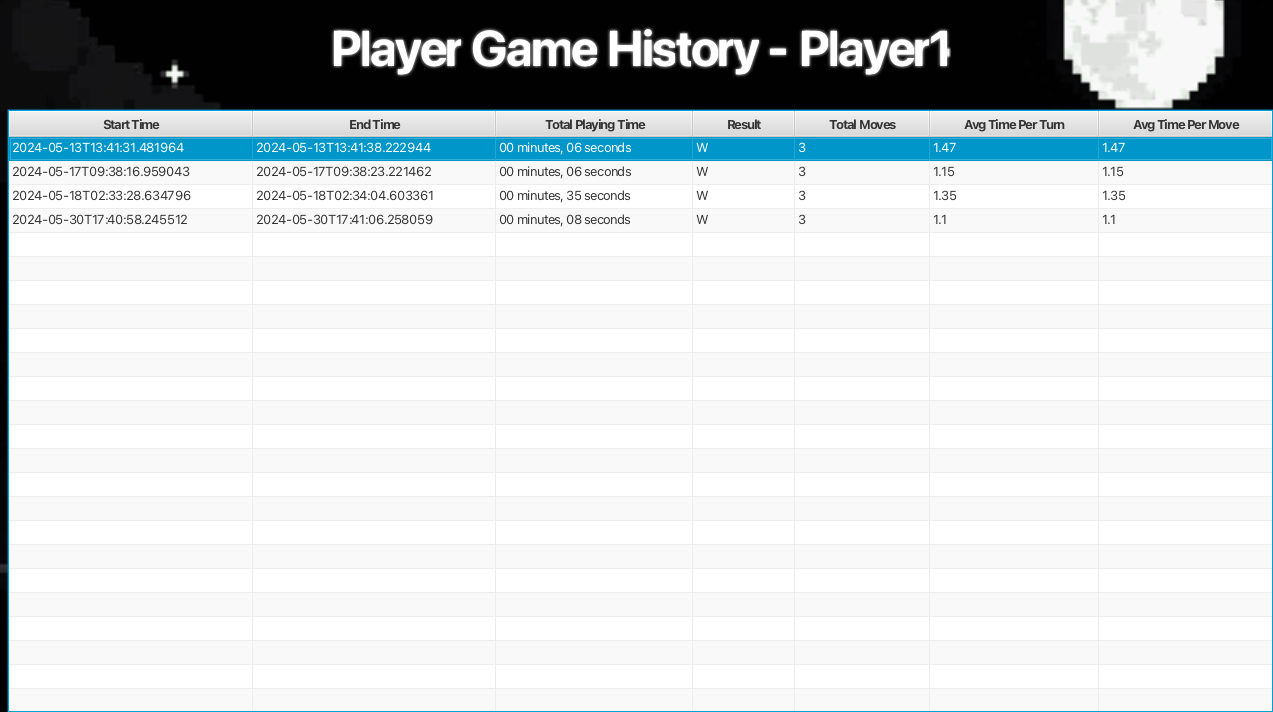 Player Game History - Player1
Start Time End Time Total Playing Time Result Total Moves Avg Time Per Turn Avg Time Per Move
2024-05-13T13:41:31.481964 2024-05-13T13:41:38.222944 00 minutes, 06 seconds W 3 1.47 1.47
2024-05-17T09:38:16.959043 2024-05-17T09:38:23.221462 00 minutes, 06 seconds W 3 1.15 1.15
2024-05-18T02:33:28.634796 2024-05-18T02:34:04.603361 00 minutes, 35 seconds W 3 1.35 1.35
2024-05-30T17:40:58.245512 2024-05-30T17:41:06.258059 00 minutes, 08 seconds W 3 1.1 1.1